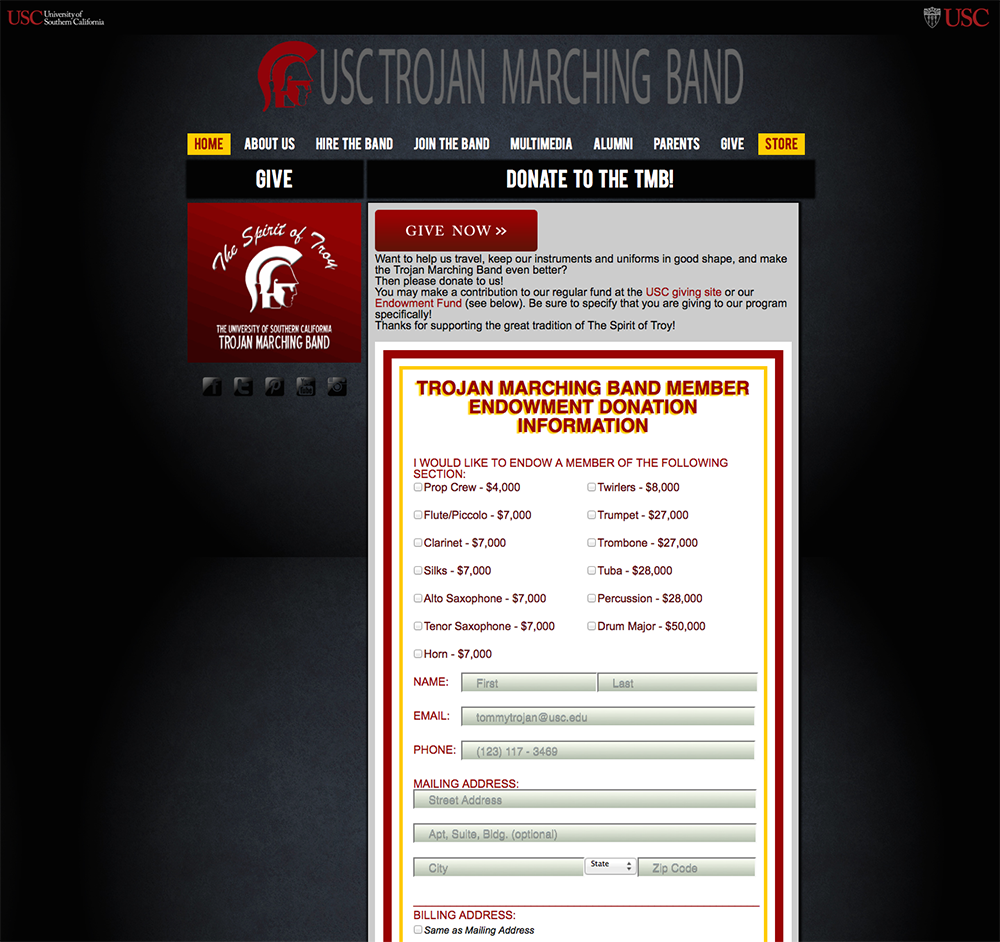 USC University of
Southern California
USC
USC TROJAN MARCHING BAND
HOME ABOUT US HIRE THE BAND JOIN THE BAND MULTIMEDIA ALUMNI PARENTS GIVE STORE
GIVE
DONATE TO THE TMB!
The Spirit of Troy
THE UNIVERSITY OF SOUTHERN CALIFORNIA
TROJAN MARCHING BAND
GIVE NOW »
Want to help us travel, keep our instruments and uniforms in good shape, and make
the Trojan Marching Band even better?
Then please donate to us!
You may make a contribution to our regular fund at the USC giving site or our
Endowment Fund (see below). Be sure to specify that you are giving to our program
specifically!
Thanks for supporting the great tradition of The Spirit of Troy!
TROJAN MARCHING BAND MEMBER
ENDOWMENT DONATION
INFORMATION
I WOULD LIKE TO ENDOW A MEMBER OF THE FOLLOWING
SECTION:
Prop Crew - $4,000 Twirlers - $8,000
Flute/Piccolo - $7,000 Trumpet - $27,000
Clarinet - $7,000 Trombone - $27,000
Silks - $7,000 Tuba - $28,000
Alto Saxophone - $7,000 Percussion - $28,000
Tenor Saxophone - $7,000 Drum Major - $50,000
Horn - $7,000
NAME: First Last
EMAIL: tommytrojan@usc.edu
PHONE: (123) 117 - 3469
MAILING ADDRESS:
Street Address
Apt, Suite, Bldg. (optional)
City State Zip Code
BILLING ADDRESS:
Same as Mailing Address